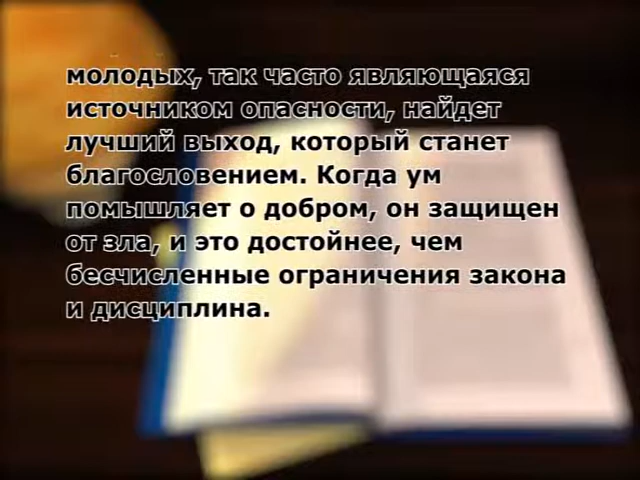 молодых, так часто являющаяся
источником опасности, найдет
лучший выход, который станет
благословением. Когда ум
помышляет о добром, он защищен
от зла, и это достойнее, чем
бесчисленные ограничения закона
и дисциплина.